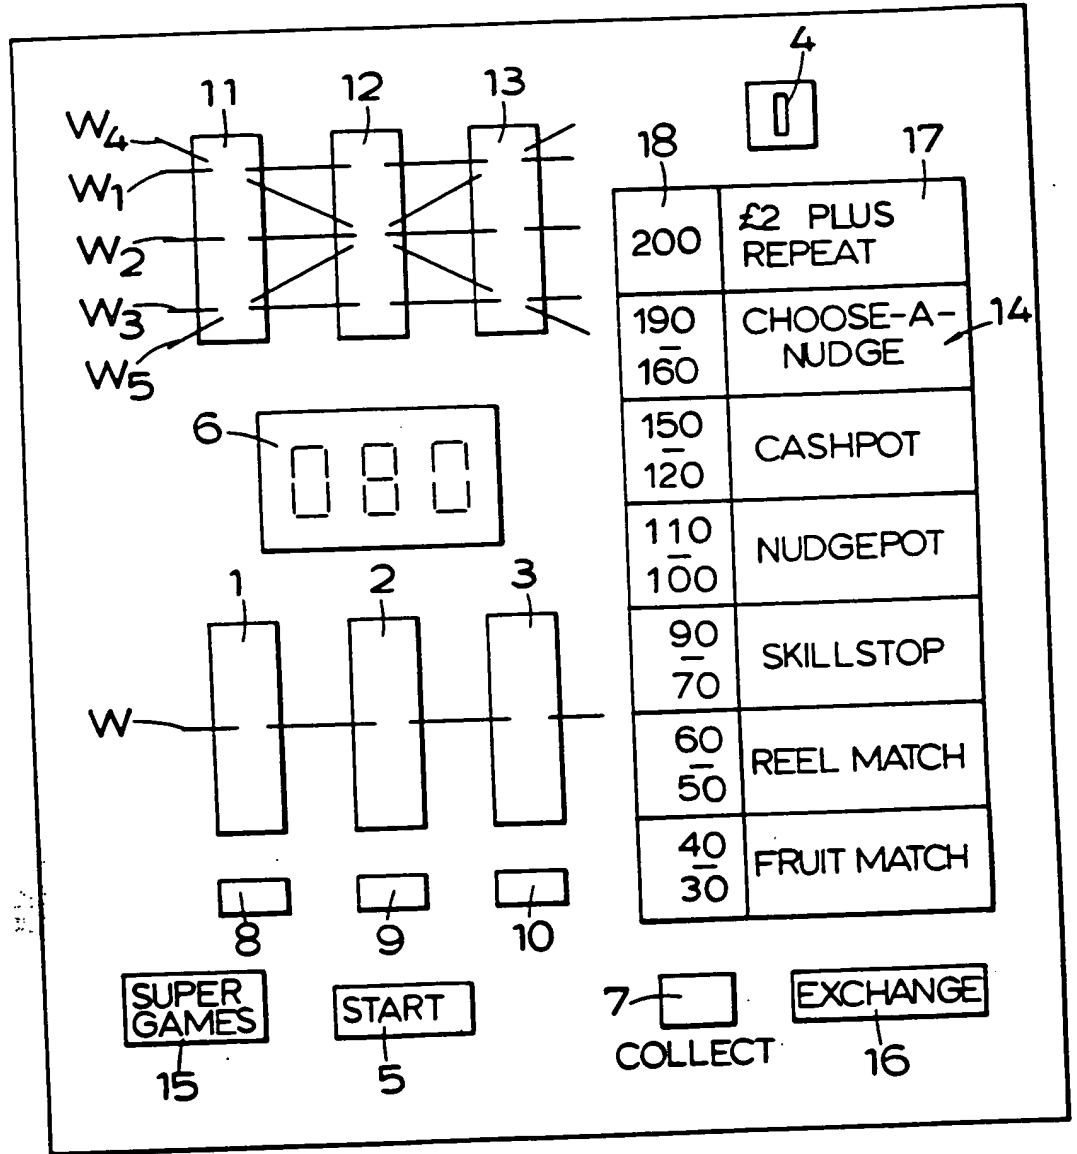 4
11
12
13
W4
W1
W2
W3
W5
18
17
200
£2 PLUS
REPEAT
190
–
160
CHOOSE-A-
NUDGE
14
150
–
120
CASHPOT
6
080
110
–
100
NUDGEPOT
1
2
3
90
–
70
SKILLSTOP
W
60
–
50
REEL MATCH
40
–
30
FRUIT MATCH
8
9
10
SUPER
GAMES
START
7
COLLECT
EXCHANGE
15
5
16